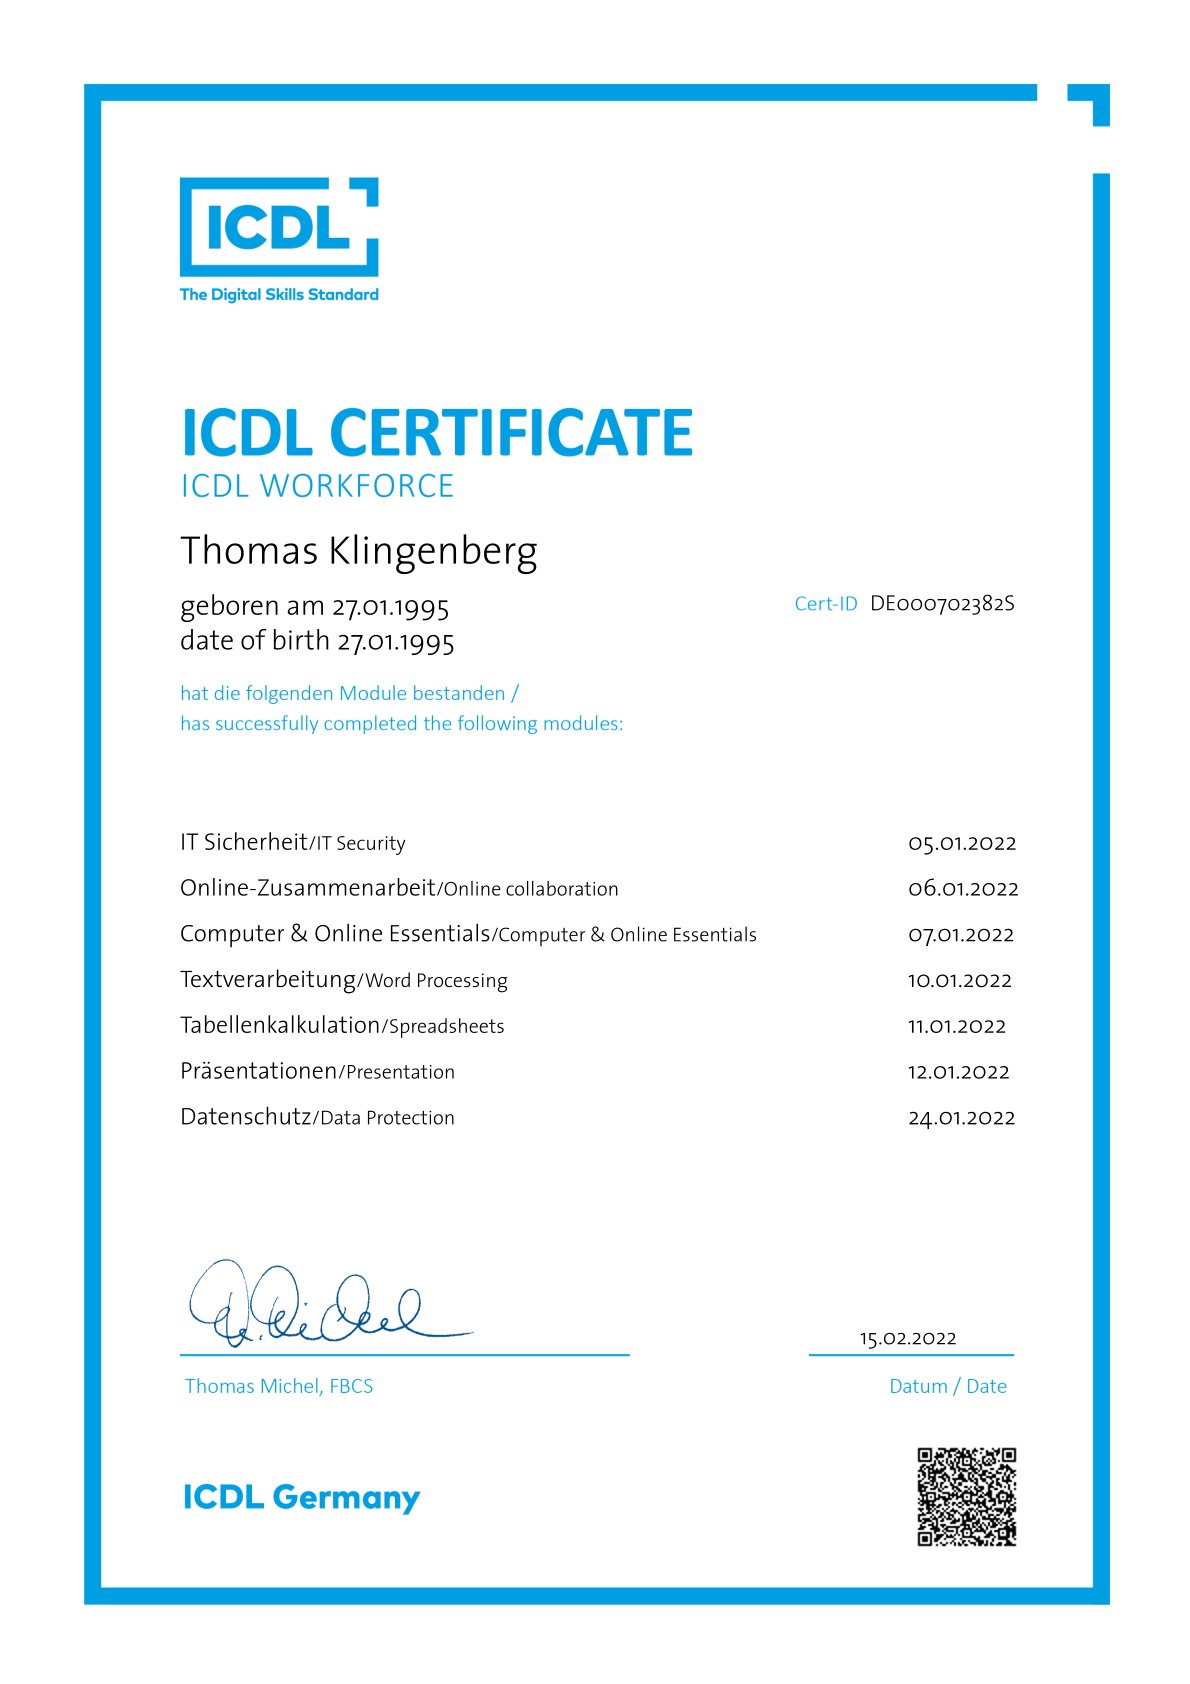 ICDL
The Digital Skills Standard
ICDL CERTIFICATE
ICDL WORKFORCE
Thomas Klingenberg
geboren am 27.01.1995
date of birth 27.01.1995
Cert-ID DE000702382S
hat die folgenden Module bestanden /
has successfully completed the following modules:
IT Sicherheit/IT Security 05.01.2022
Online-Zusammenarbeit/Online collaboration 06.01.2022
Computer & Online Essentials/Computer & Online Essentials 07.01.2022
Textverarbeitung/Word Processing 10.01.2022
Tabellenkalkulation/Spreadsheets 11.01.2022
Präsentationen/Presentation 12.01.2022
Datenschutz/Data Protection 24.01.2022
15.02.2022
Thomas Michel, FBCS Datum / Date
ICDL Germany